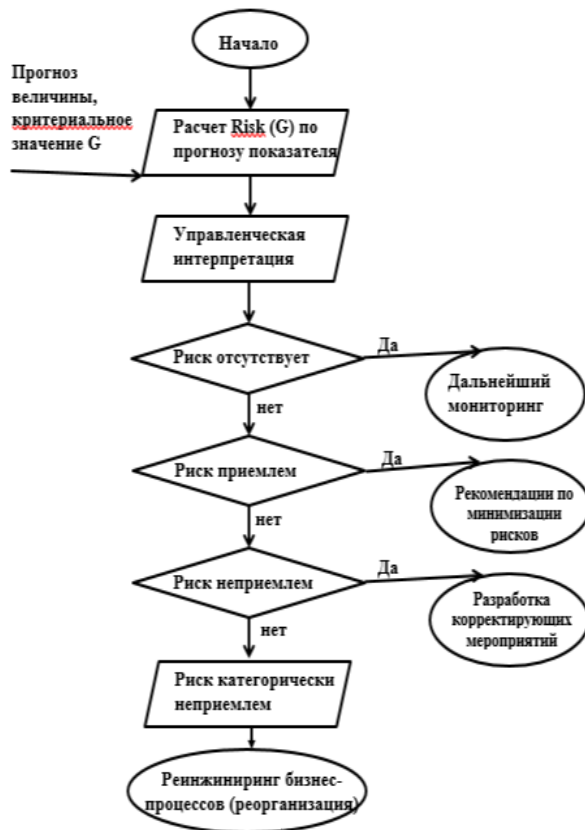 Начало
Прогноз
величины,
критериальное
значение G
Расчет Risk (G) по
прогнозу показателя
Управленческая
интерпретация
Риск отсутствует
Да
Дальнейший
мониторинг
нет
Риск приемлем
Да
Рекомендации по
минимизации
рисков
нет
Риск неприемлем
Да
Разработка
корректирующих
мероприятий
нет
Риск категорически
неприемлем
Реинжиниринг бизнес-
процессов (реорганизация)